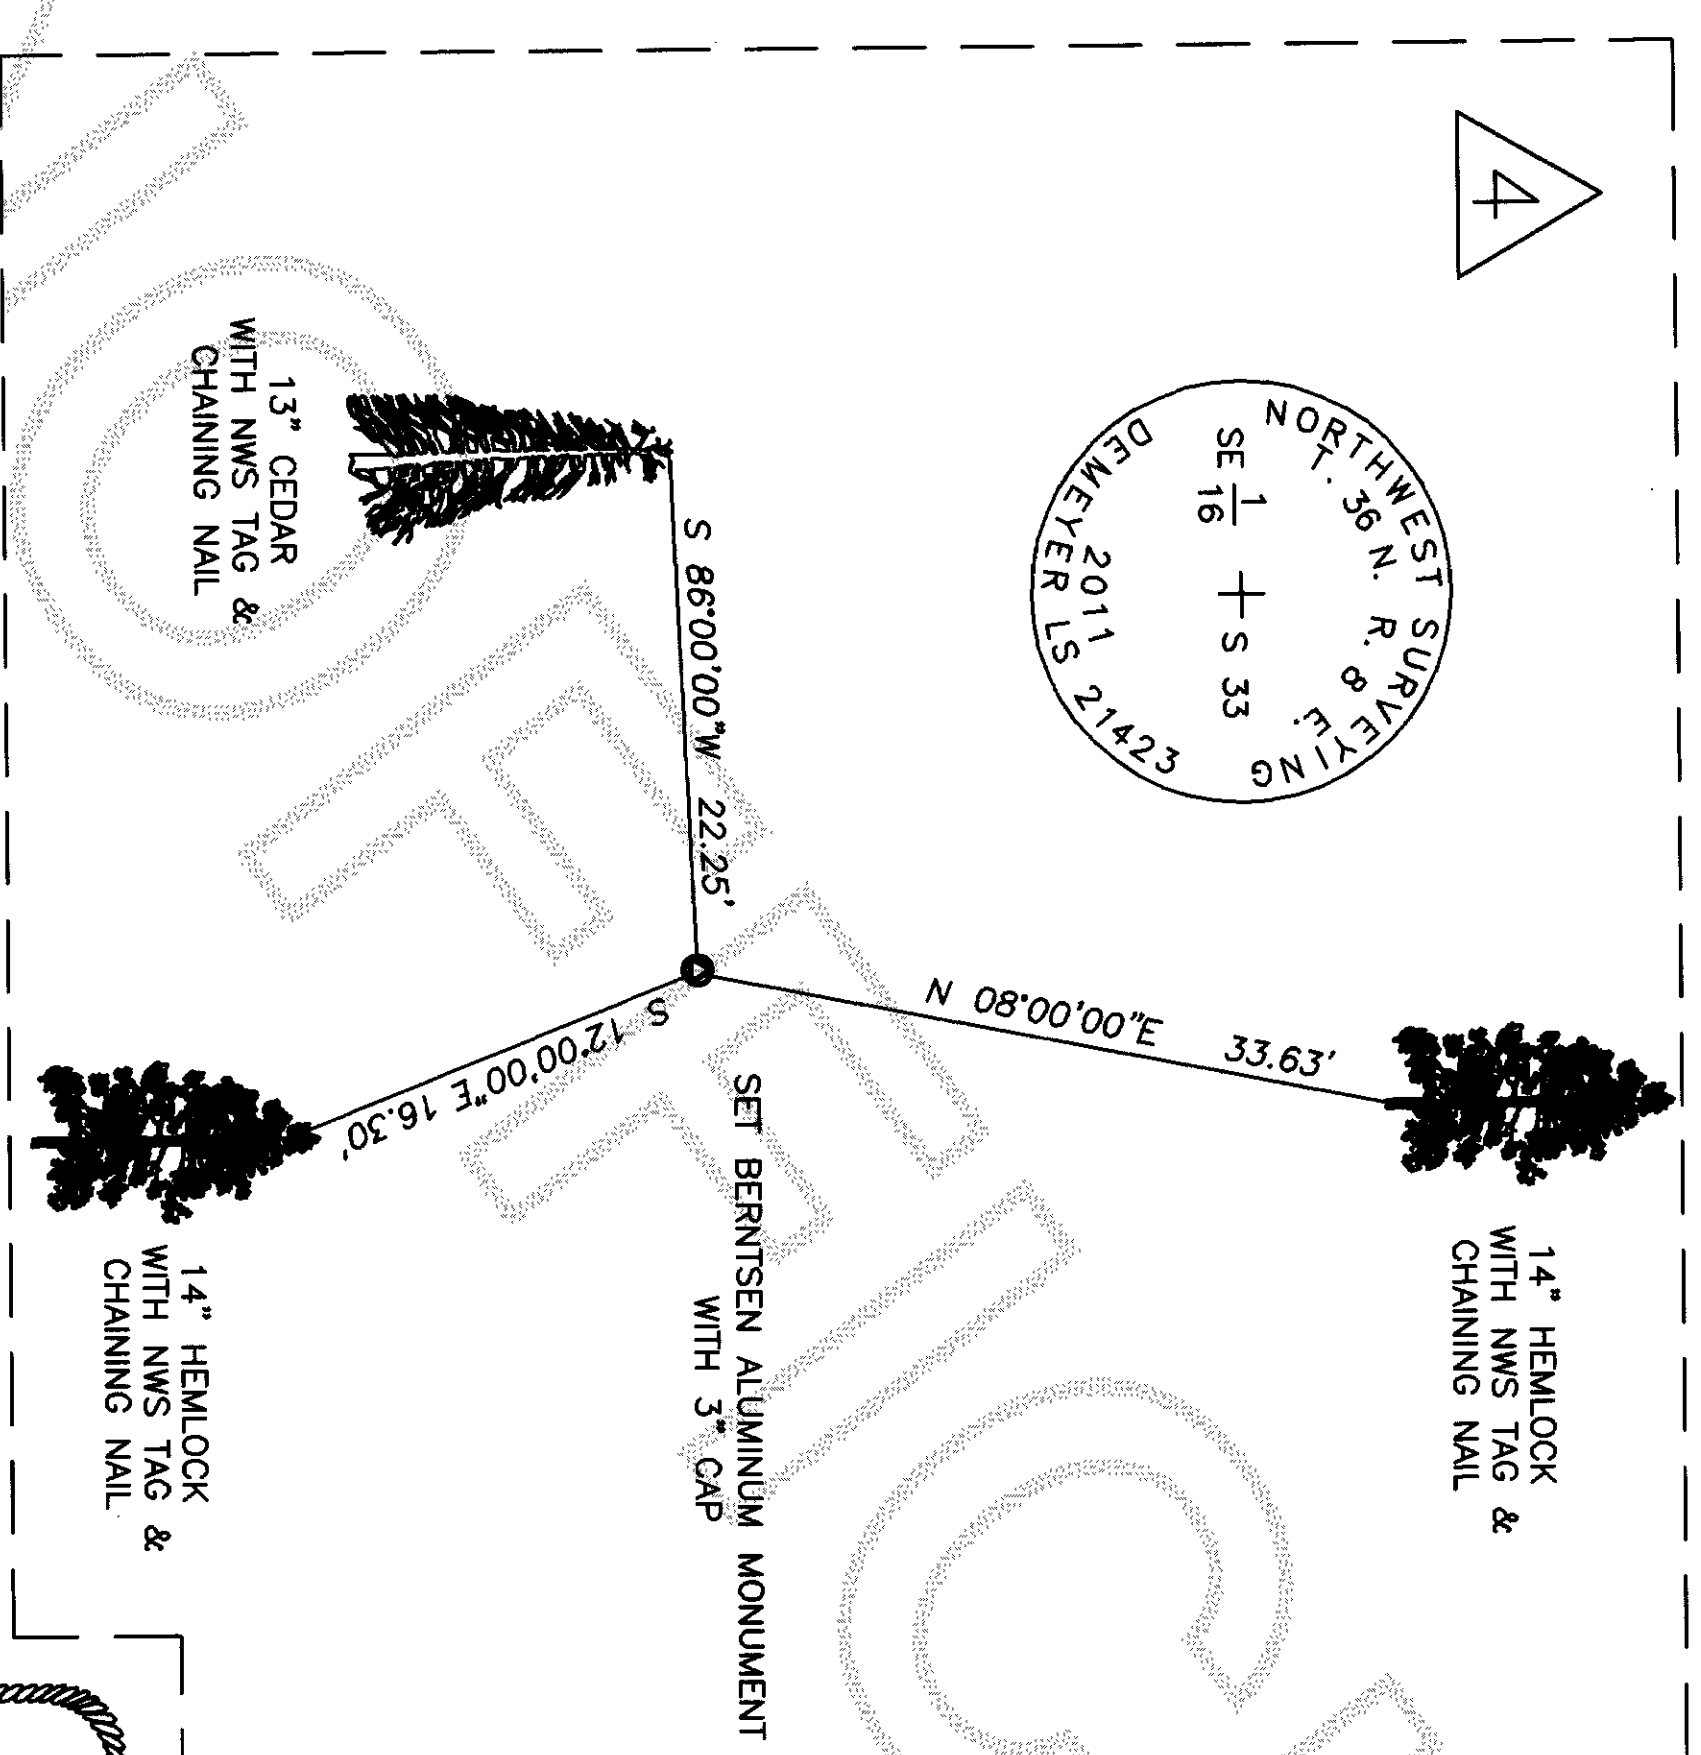 4
NORTHWEST SURVEYING
T. 36 N. R. 8 E.
SE 1/16 + S 33
2011
DEMEYER LS 21423
14" HEMLOCK
WITH NWS TAG &
CHAINING NAIL
N 08°00'00"E 33.63'
S 86°00'00"W 22.25'
SET BERNTSEN ALUMINUM MONUMENT
WITH 3" CAP
S 12°00'00"E 16.30'
13" CEDAR
WITH NWS TAG &
CHAINING NAIL
14" HEMLOCK
WITH NWS TAG &
CHAINING NAIL